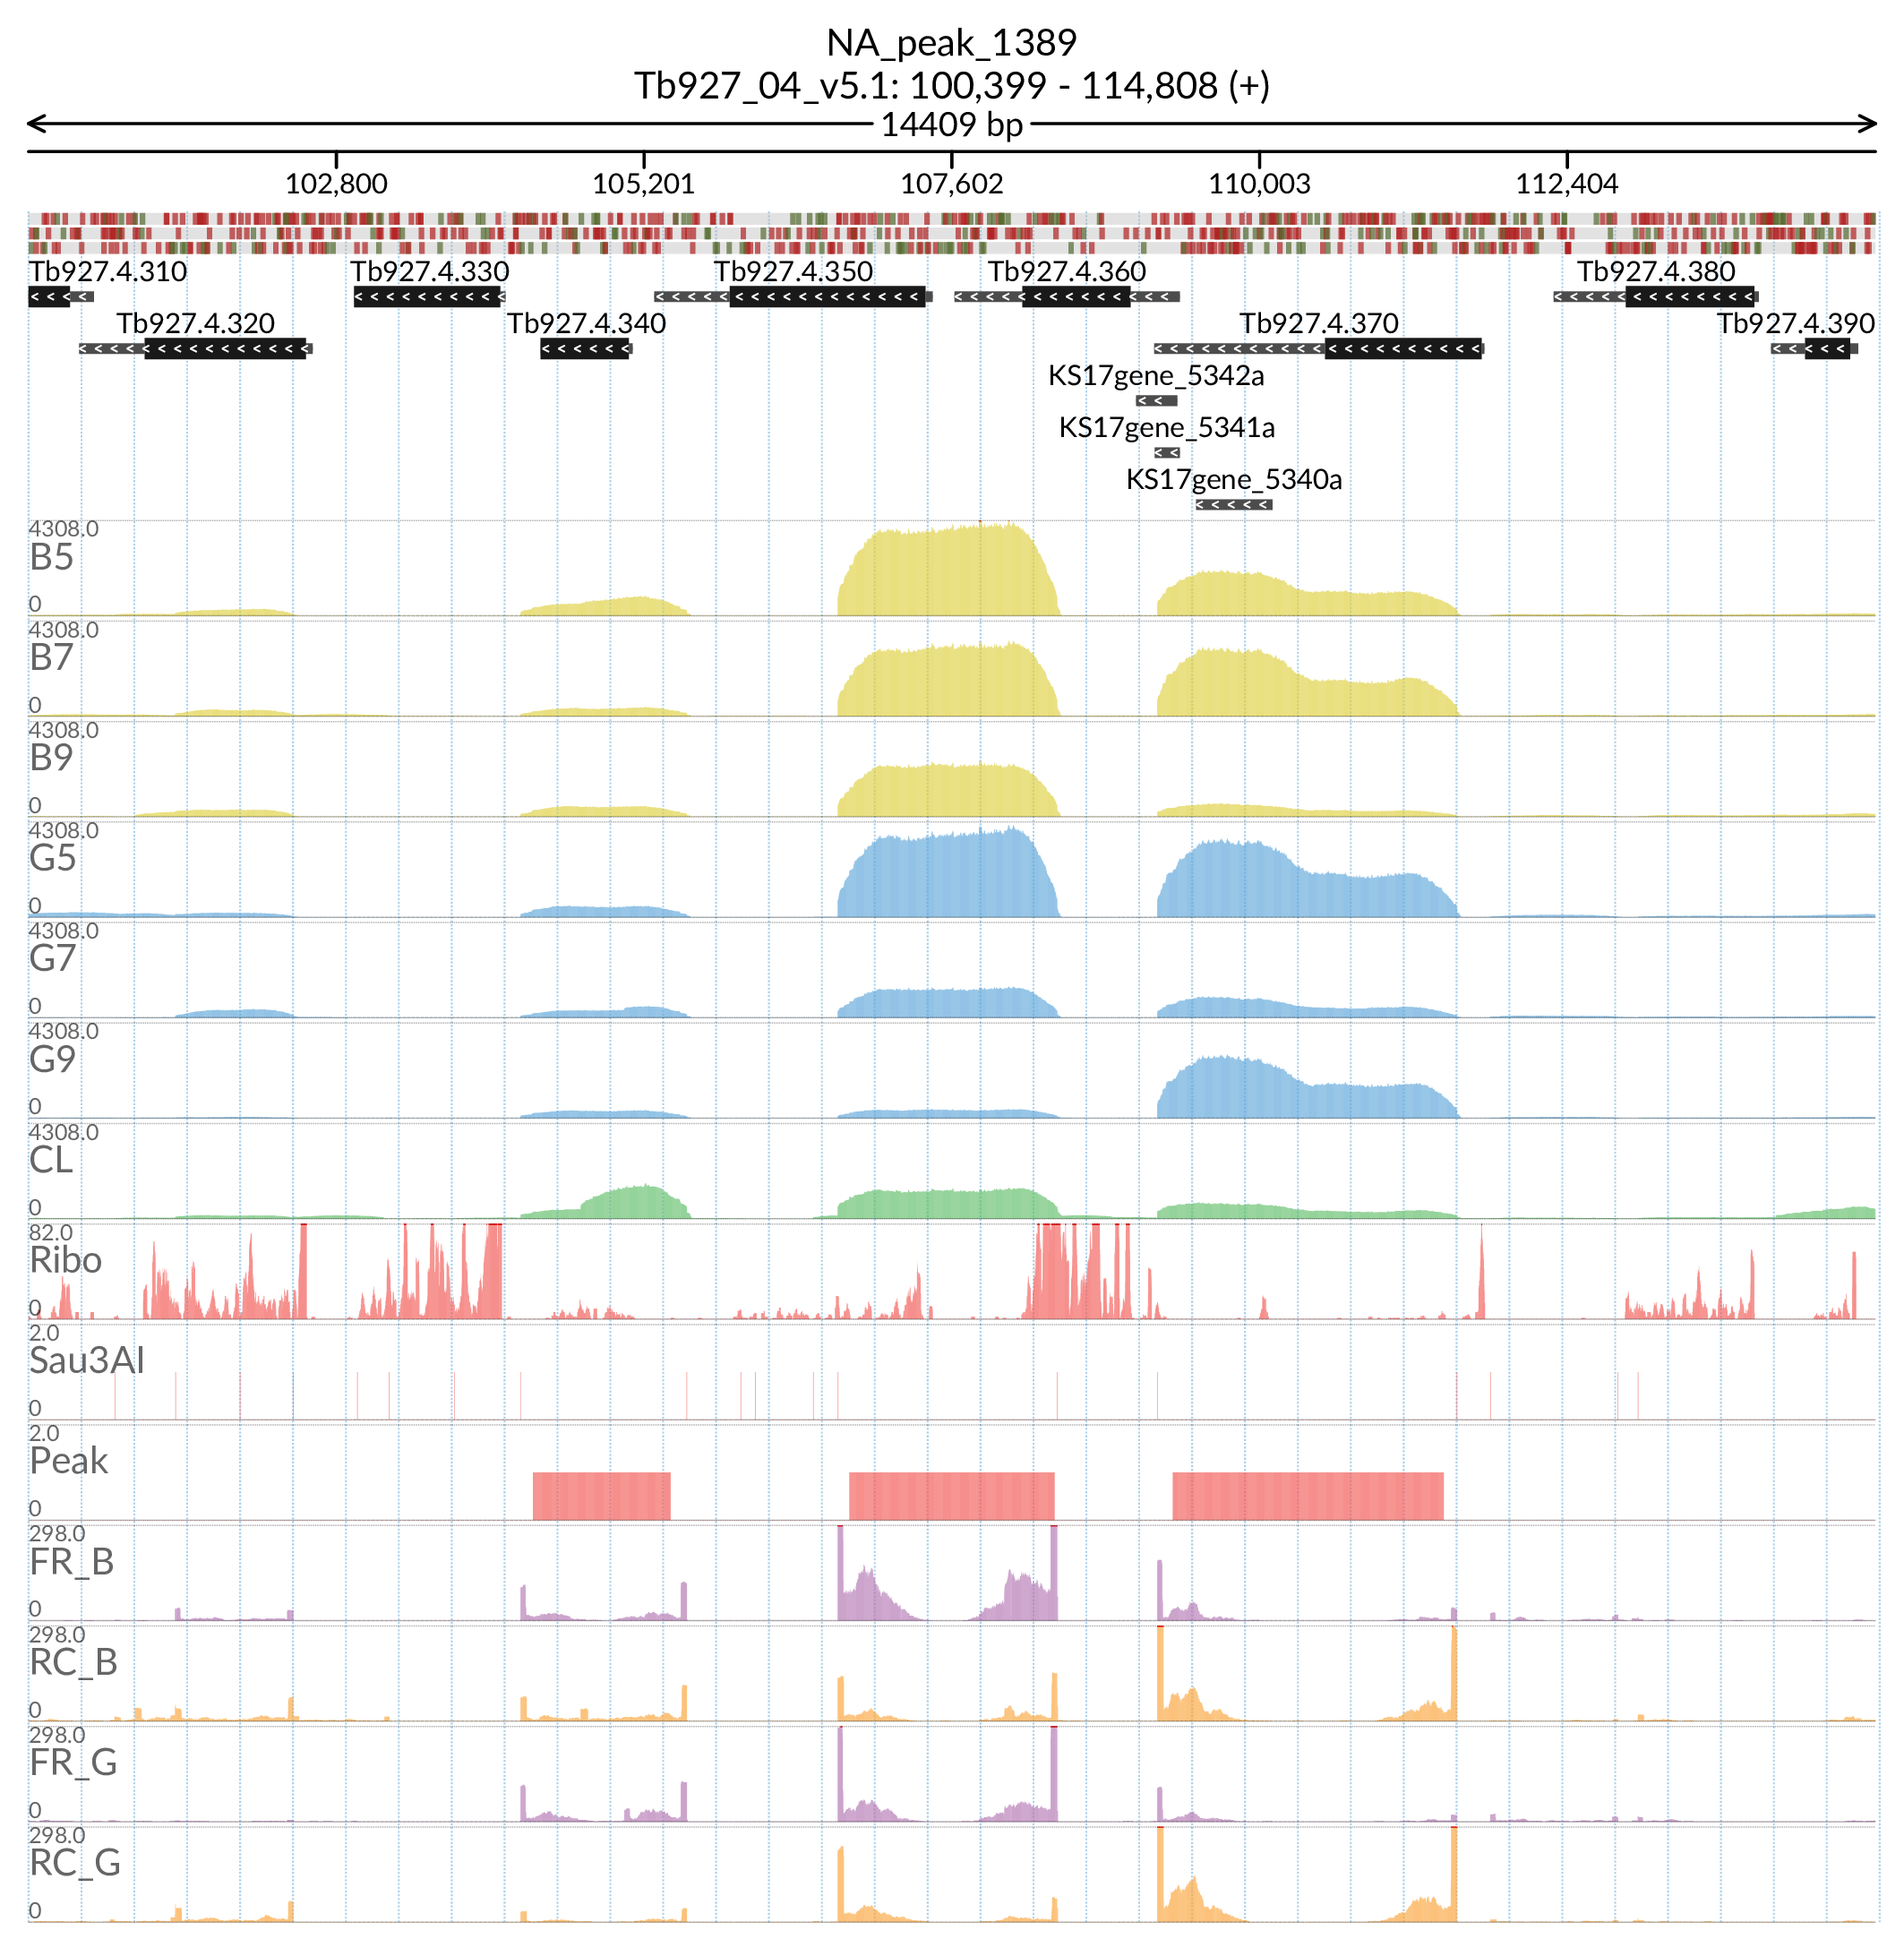 NA_peak_1389
Tb927_04_v5.1: 100,399 - 114,808 (+)
14409 bp
102,800 105,201 107,602 110,003 112,404
Tb927.4.310 Tb927.4.330 Tb927.4.350 Tb927.4.360 Tb927.4.380
Tb927.4.320 Tb927.4.340 Tb927.4.370 Tb927.4.390
KS17gene_5342a
KS17gene_5341a
KS17gene_5340a
4308.0
B5
0
4308.0
B7
0
4308.0
B9
0
4308.0
G5
0
4308.0
G7
0
4308.0
G9
0
4308.0
CL
0
82.0
Ribo
0
2.0
Sau3AI
0
2.0
Peak
0
298.0
FR_B
0
298.0
RC_B
0
298.0
FR_G
0
298.0
RC_G
0